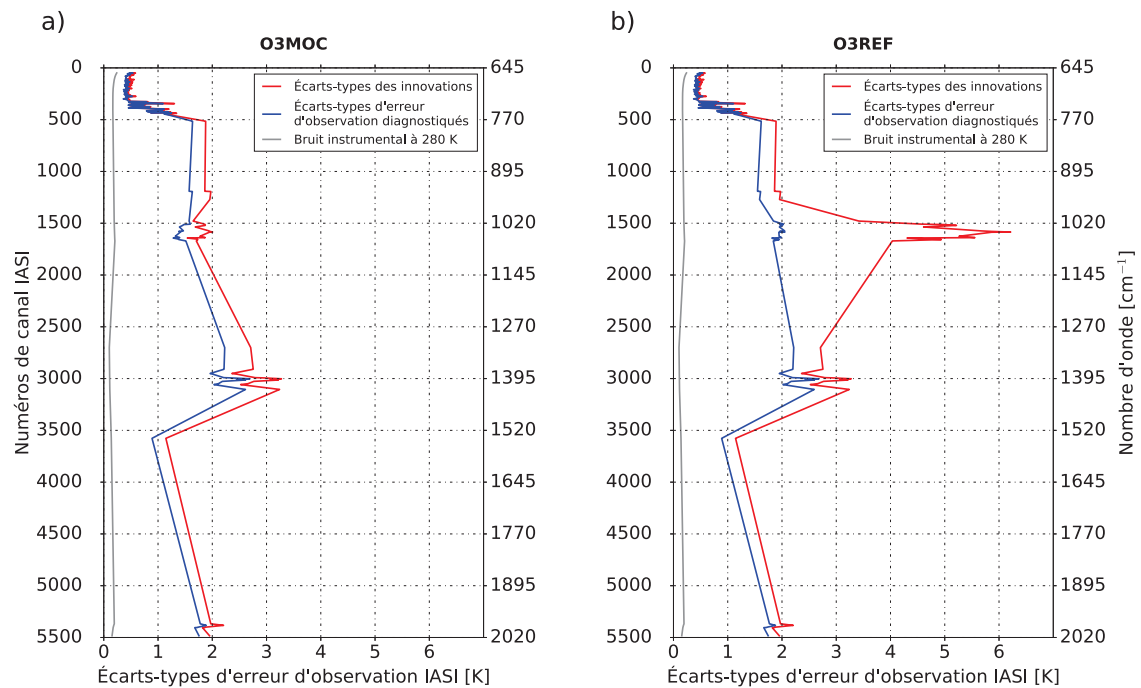 a)
O3MOC
Écarts-types des innovations
Écarts-types d'erreur
d'observation diagnostiqués
Bruit instrumental à 280 K
0
500
1000
1500
2000
2500
3000
3500
4000
4500
5000
5500
Numéros de canal IASI
645
770
895
1020
1145
1270
1395
1520
1645
1770
1895
2020
0 1 2 3 4 5 6
Écarts-types d'erreur d'observation IASI [K]
b)
O3REF
Écarts-types des innovations
Écarts-types d'erreur
d'observation diagnostiqués
Bruit instrumental à 280 K
0
500
1000
1500
2000
2500
3000
3500
4000
4500
5000
5500
645
770
895
1020
1145
1270
1395
1520
1645
1770
1895
2020
Nombre d'onde [cm⁻¹]
0 1 2 3 4 5 6
Écarts-types d'erreur d'observation IASI [K]